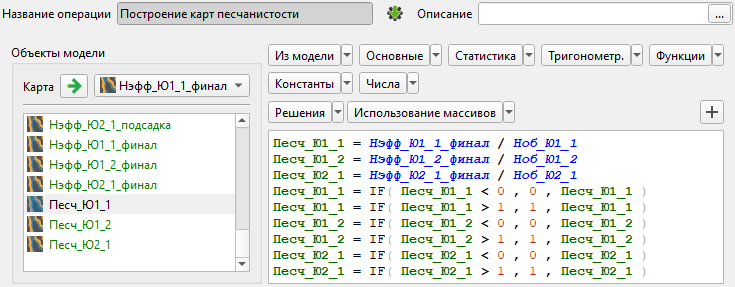 Название операции Построение карт песчанистости Описание ...
Объекты модели
Из модели Основные Статистика Тригонометр. Функции
Карта Нэфф_Ю1_1_финал
Константы Числа
Решения Использование массивов
Нэфф_Ю2_1_подсадка
Нэфф_Ю1_1_финал
Нэфф_Ю1_2_финал
Нэфф_Ю2_1_финал
Песч_Ю1_1
Песч_Ю1_2
Песч_Ю2_1
Песч_Ю1_1 = Нэфф_Ю1_1_финал / Ноб_Ю1_1
Песч_Ю1_2 = Нэфф_Ю1_2_финал / Ноб_Ю1_2
Песч_Ю2_1 = Нэфф_Ю2_1_финал / Ноб_Ю2_1
Песч_Ю1_1 = IF( Песч_Ю1_1 < 0 , 0 , Песч_Ю1_1 )
Песч_Ю1_1 = IF( Песч_Ю1_1 > 1 , 1 , Песч_Ю1_1 )
Песч_Ю1_2 = IF( Песч_Ю1_2 < 0 , 0 , Песч_Ю1_2 )
Песч_Ю1_2 = IF( Песч_Ю1_2 > 1 , 1 , Песч_Ю1_2 )
Песч_Ю2_1 = IF( Песч_Ю2_1 < 0 , 0 , Песч_Ю2_1 )
Песч_Ю2_1 = IF( Песч_Ю2_1 > 1 , 1 , Песч_Ю2_1 )